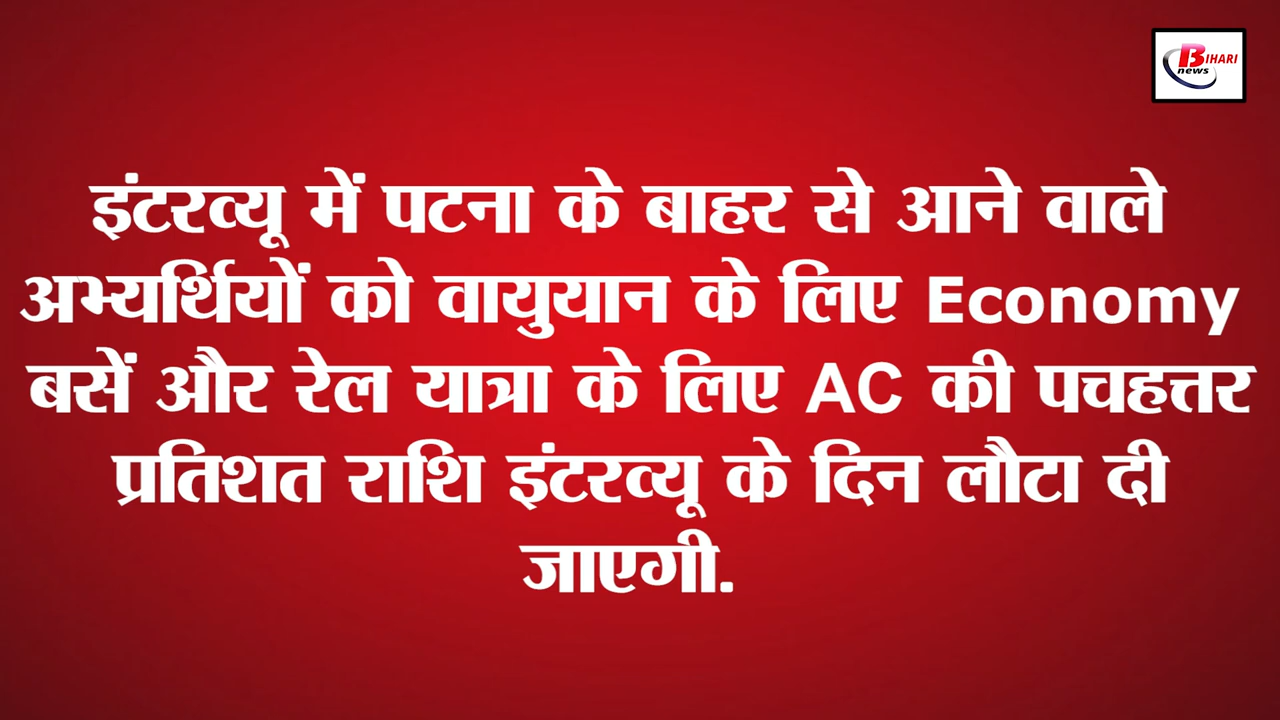 BIHARI
news
इंटरव्यू में पटना के बाहर से आने वाले
अभ्यर्थियों को वायुयान के लिए Economy
बसें और रेल यात्रा के लिए AC की पचहत्तर
प्रतिशत राशि इंटरव्यू के दिन लौटा दी
जाएगी.